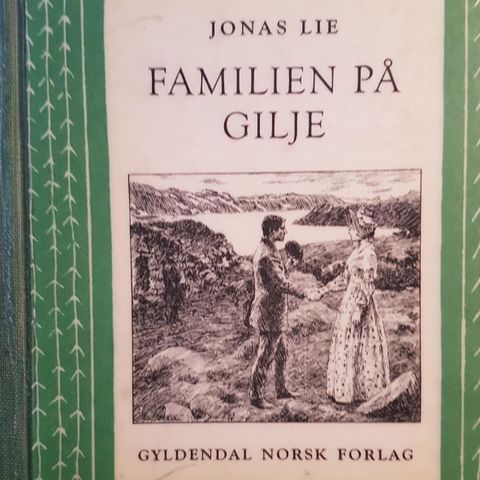 JONAS LIE
FAMILIEN PÅ
GILJE
GYLDENDAL NORSK FORLAG